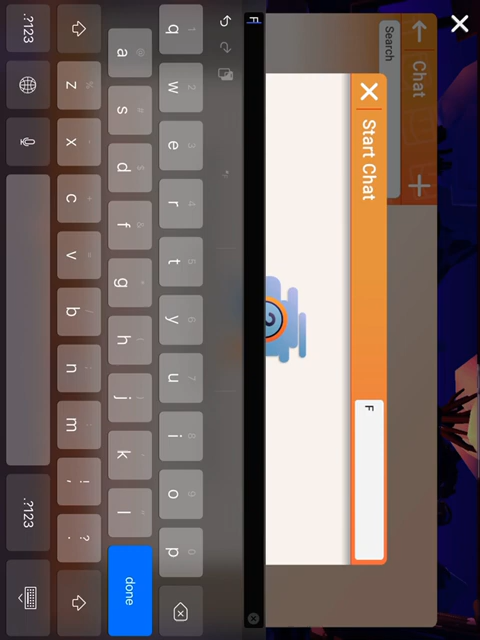 Chat
Search
Start Chat
F
F
1 2 3 4 5 6 7 8 9 0
q w e r t y u i o p
a s d f g h j k l
done
z x c v b n m , ! . ?
.?123
.?123